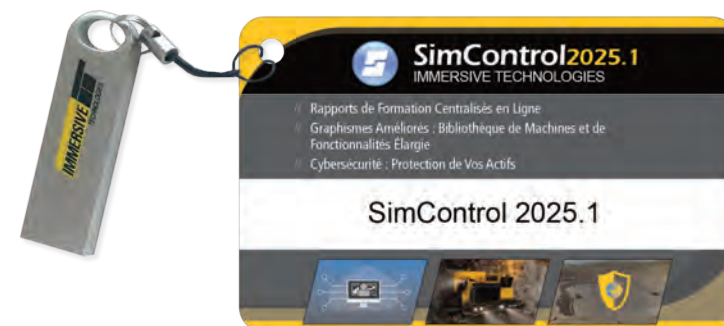 IMMERSIVE
TECHNOLOGIES
SimControl2025.1
IMMERSIVE TECHNOLOGIES
// Rapports de Formation Centralisés en Ligne
// Graphismes Améliorés : Bibliothèque de Machines et de
Fonctionnalités Élargie
// Cybersécurité : Protection de Vos Actifs
SimControl 2025.1